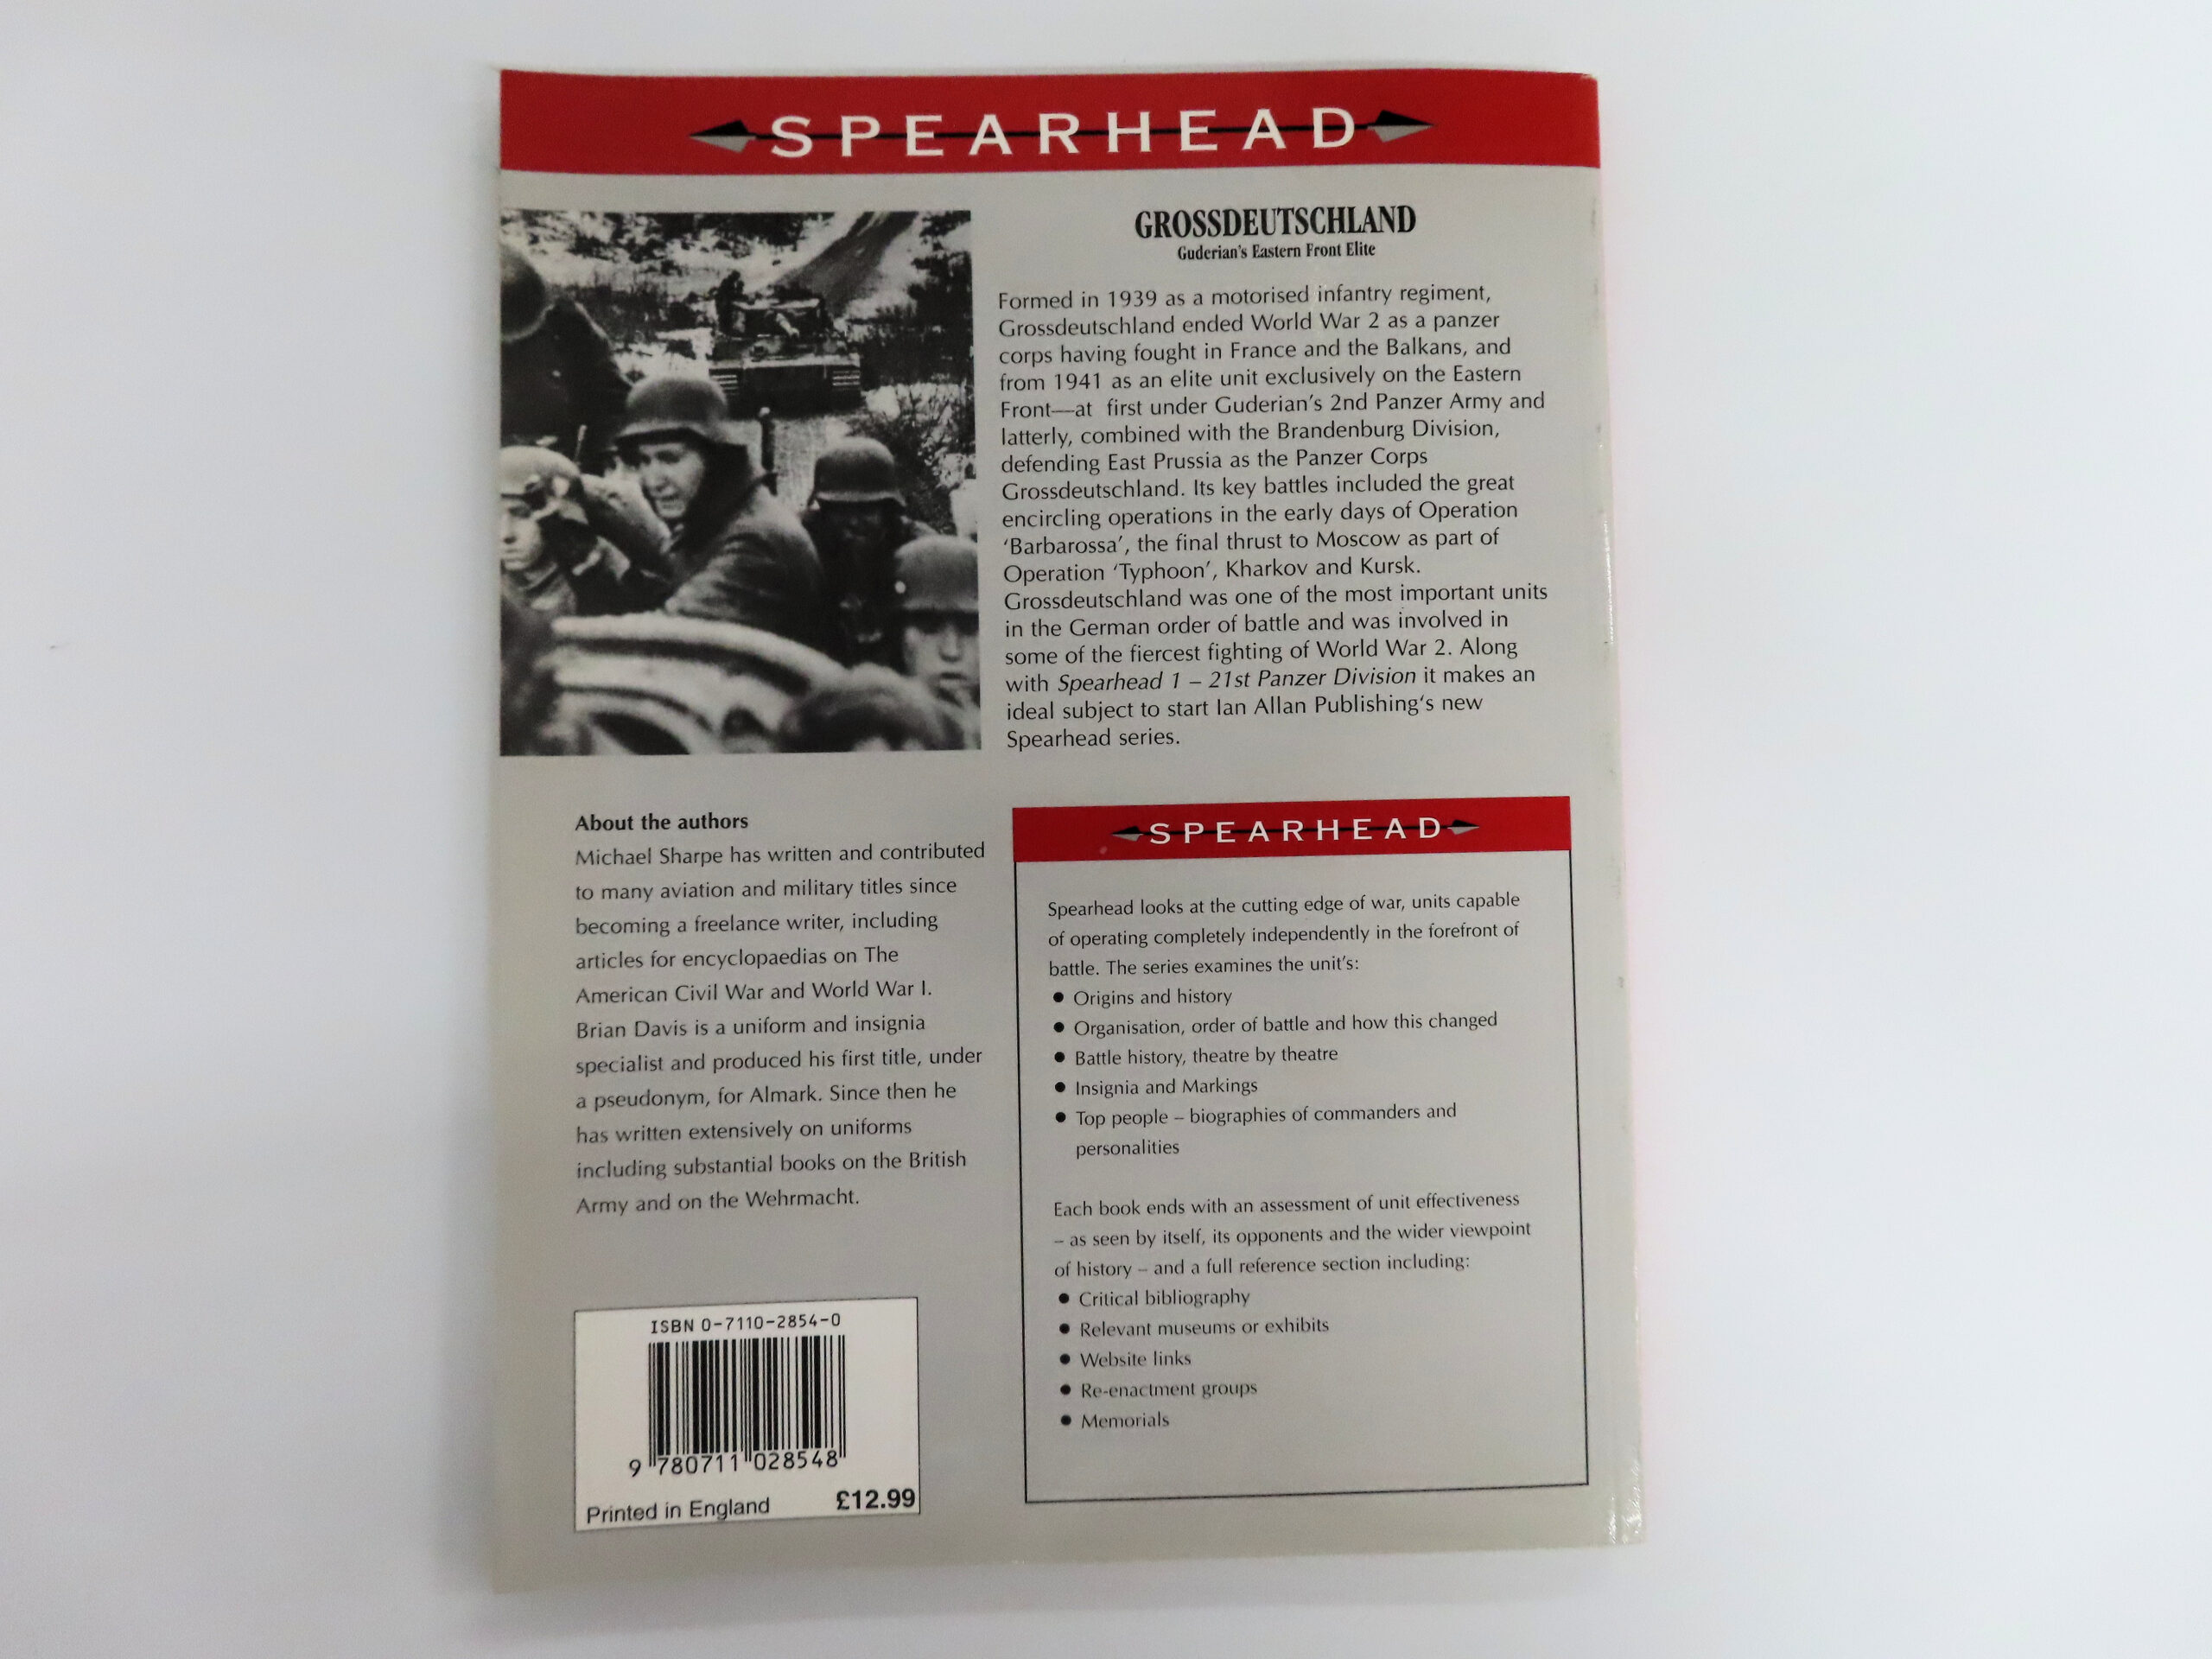 SPEARHEAD
GROSSDEUTSCHLAND
Guderian's Eastern Front Elite
Formed in 1939 as a motorised infantry regiment,
Grossdeutschland ended World War 2 as a panzer
corps having fought in France and the Balkans, and
from 1941 as an elite unit exclusively on the Eastern
Front—at first under Guderian's 2nd Panzer Army and
latterly, combined with the Brandenburg Division,
defending East Prussia as the Panzer Corps
Grossdeutschland. Its key battles included the great
encircling operations in the early days of Operation
‘Barbarossa’, the final thrust to Moscow as part of
Operation ‘Typhoon’, Kharkov and Kursk.
Grossdeutschland was one of the most important units
in the German order of battle and was involved in
some of the fiercest fighting of World War 2. Along
with Spearhead 1 – 21st Panzer Division it makes an
ideal subject to start Ian Allan Publishing‘s new
Spearhead series.
About the authors
Michael Sharpe has written and contributed
to many aviation and military titles since
becoming a freelance writer, including
articles for encyclopaedias on The
American Civil War and World War I.
Brian Davis is a uniform and insignia
specialist and produced his first title, under
a pseudonym, for Almark. Since then he
has written extensively on uniforms
including substantial books on the British
Army and on the Wehrmacht.
ISBN 0-7110-2854-0
9 780711 028548
Printed in England £12.99
SPEARHEAD
Spearhead looks at the cutting edge of war, units capable
of operating completely independently in the forefront of
battle. The series examines the unit's:
● Origins and history
● Organisation, order of battle and how this changed
● Battle history, theatre by theatre
● Insignia and Markings
● Top people – biographies of commanders and
personalities
Each book ends with an assessment of unit effectiveness
– as seen by itself, its opponents and the wider viewpoint
of history – and a full reference section including:
● Critical bibliography
● Relevant museums or exhibits
● Website links
● Re-enactment groups
● Memorials